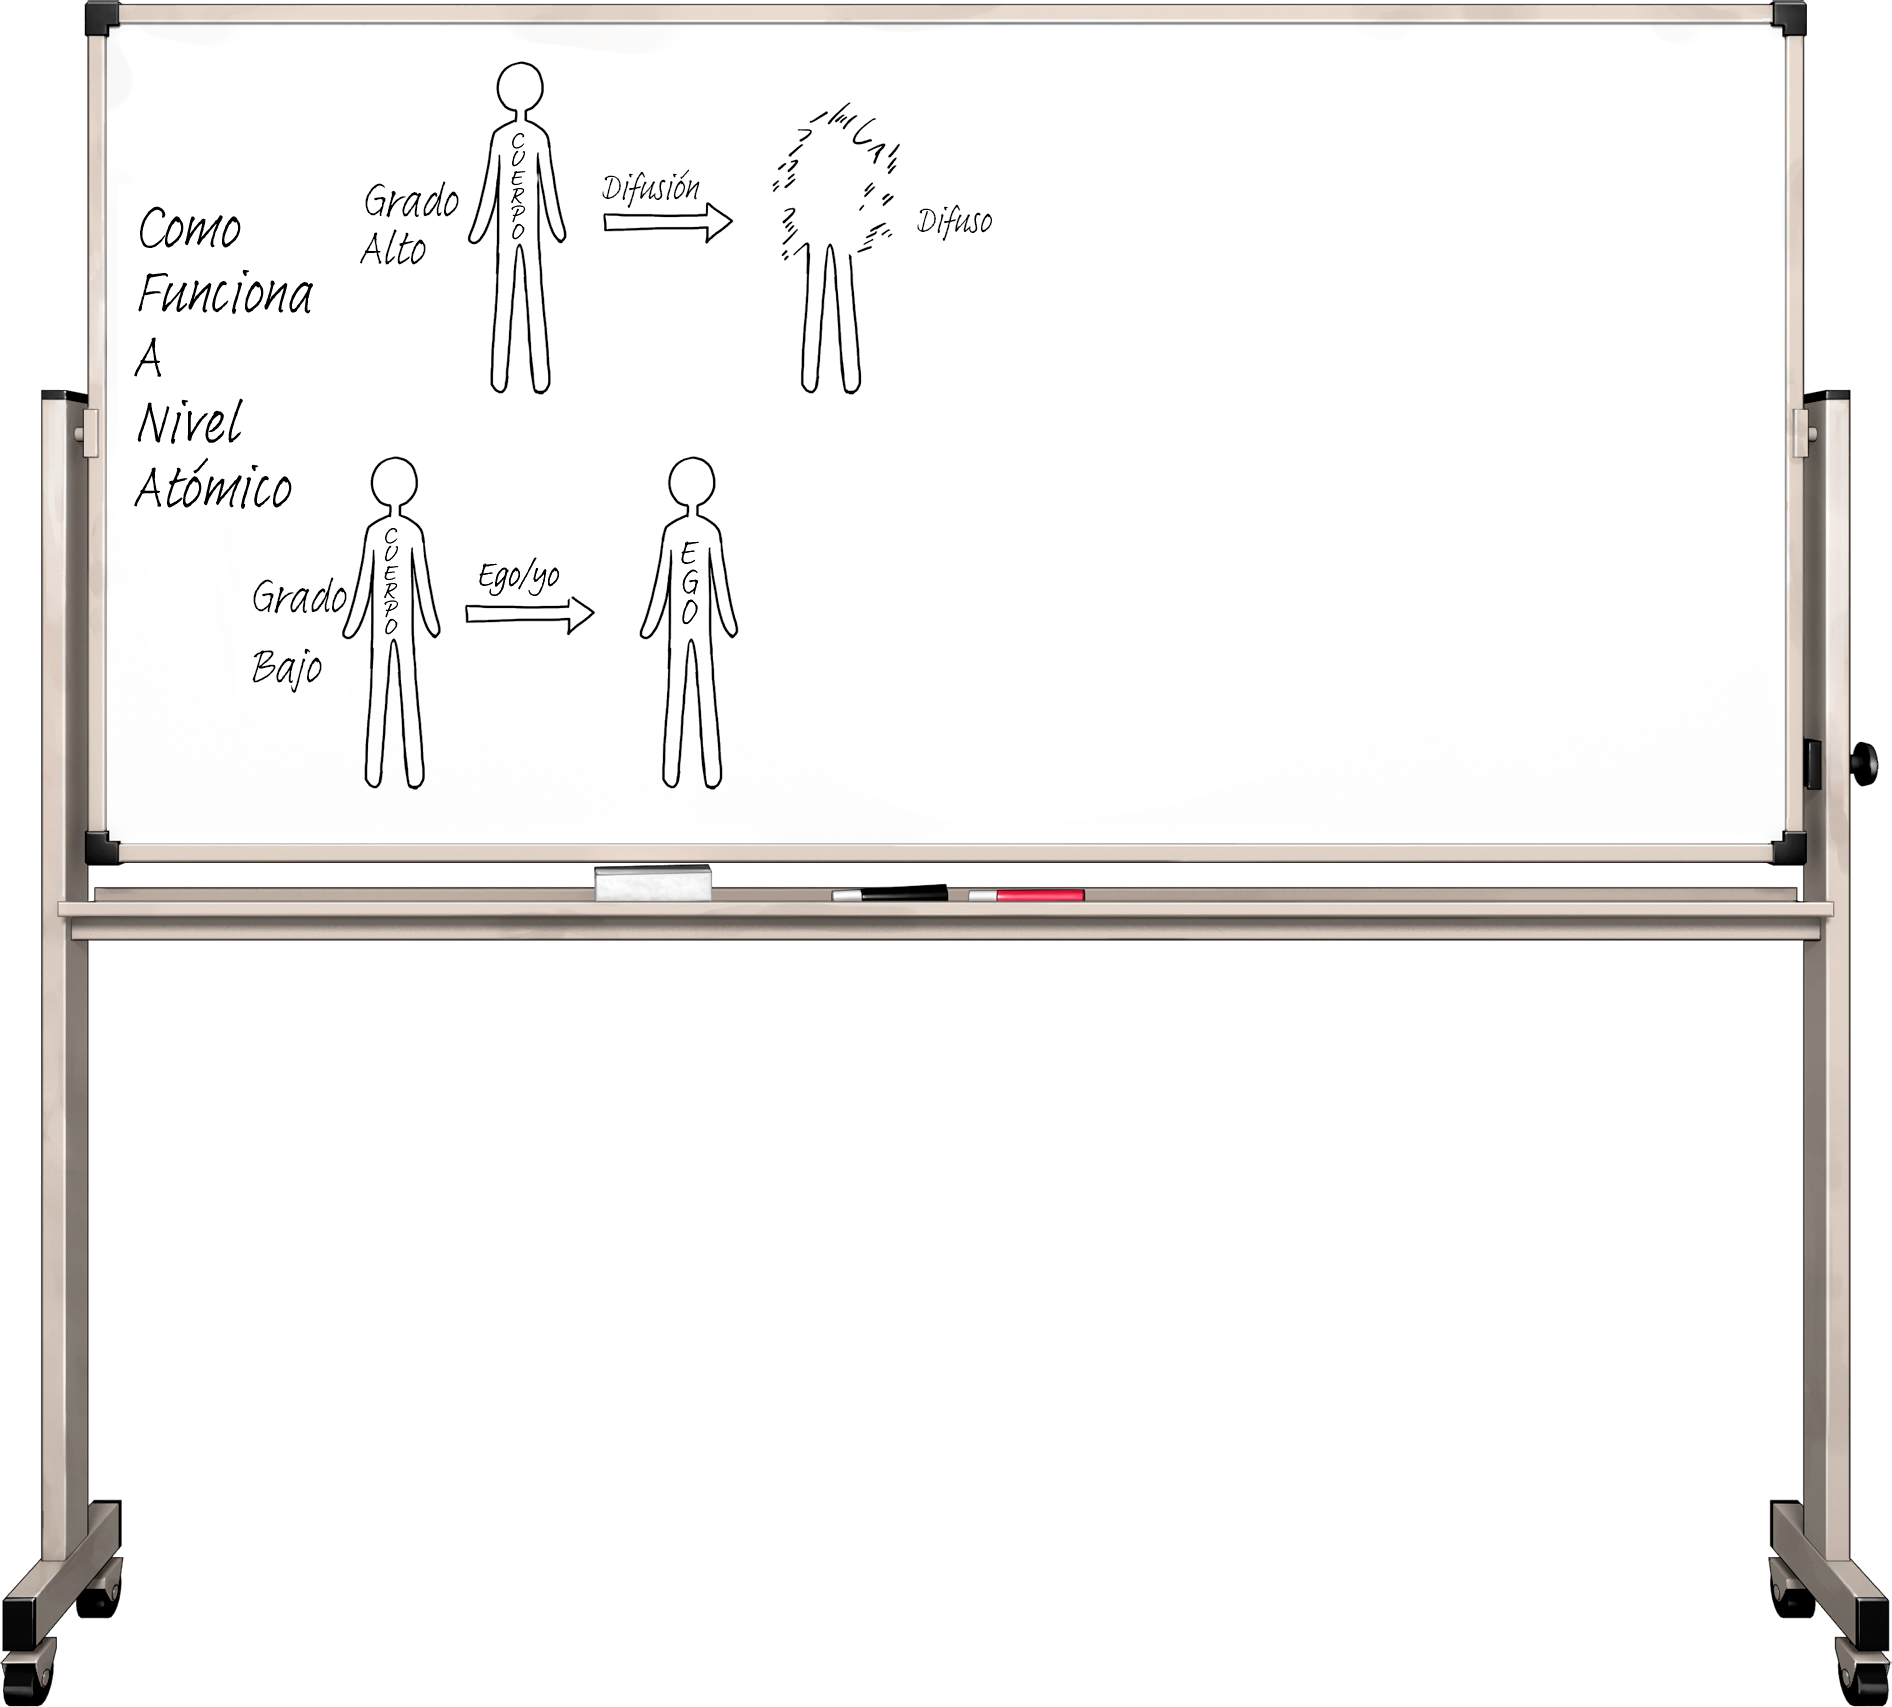 Como
Funciona
A
Nivel
Atómico
Grado
Alto
CUERPO
Difusión
Difuso
Grado
Bajo
CUERPO
Ego/yo
EGO